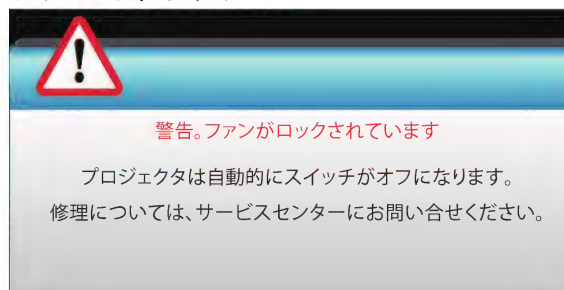 警告。ファンがロックされています
プロジェクタは自動的にスイッチがオフになります。
修理については、サービスセンターにお問い合せください。